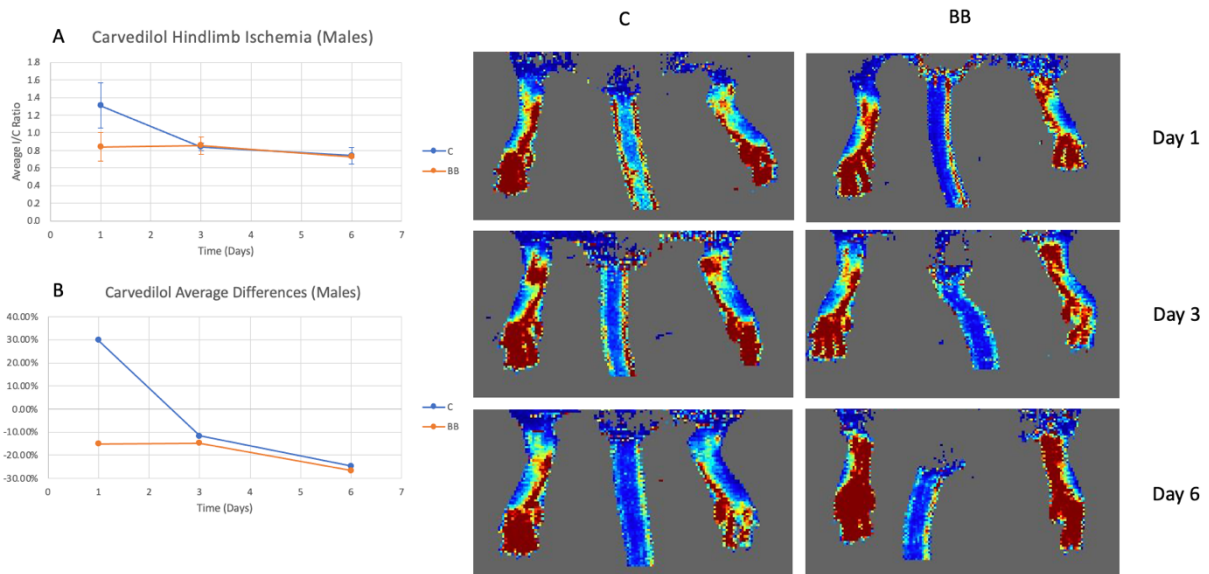 A Carvedilol Hindlimb Ischemia (Males)
1.8
1.6
1.4
1.2
1.0
0.8
0.6
0.4
0.2
0.0
Average I/C Ratio
0 1 2 3 4 5 6 7
Time (Days)
C
BB
B Carvedilol Average Differences (Males)
40.00%
30.00%
20.00%
10.00%
0.00%
-10.00%
-20.00%
-30.00%
0 1 2 3 4 5 6 7
Time (Days)
C
BB
C BB
Day 1
Day 3
Day 6